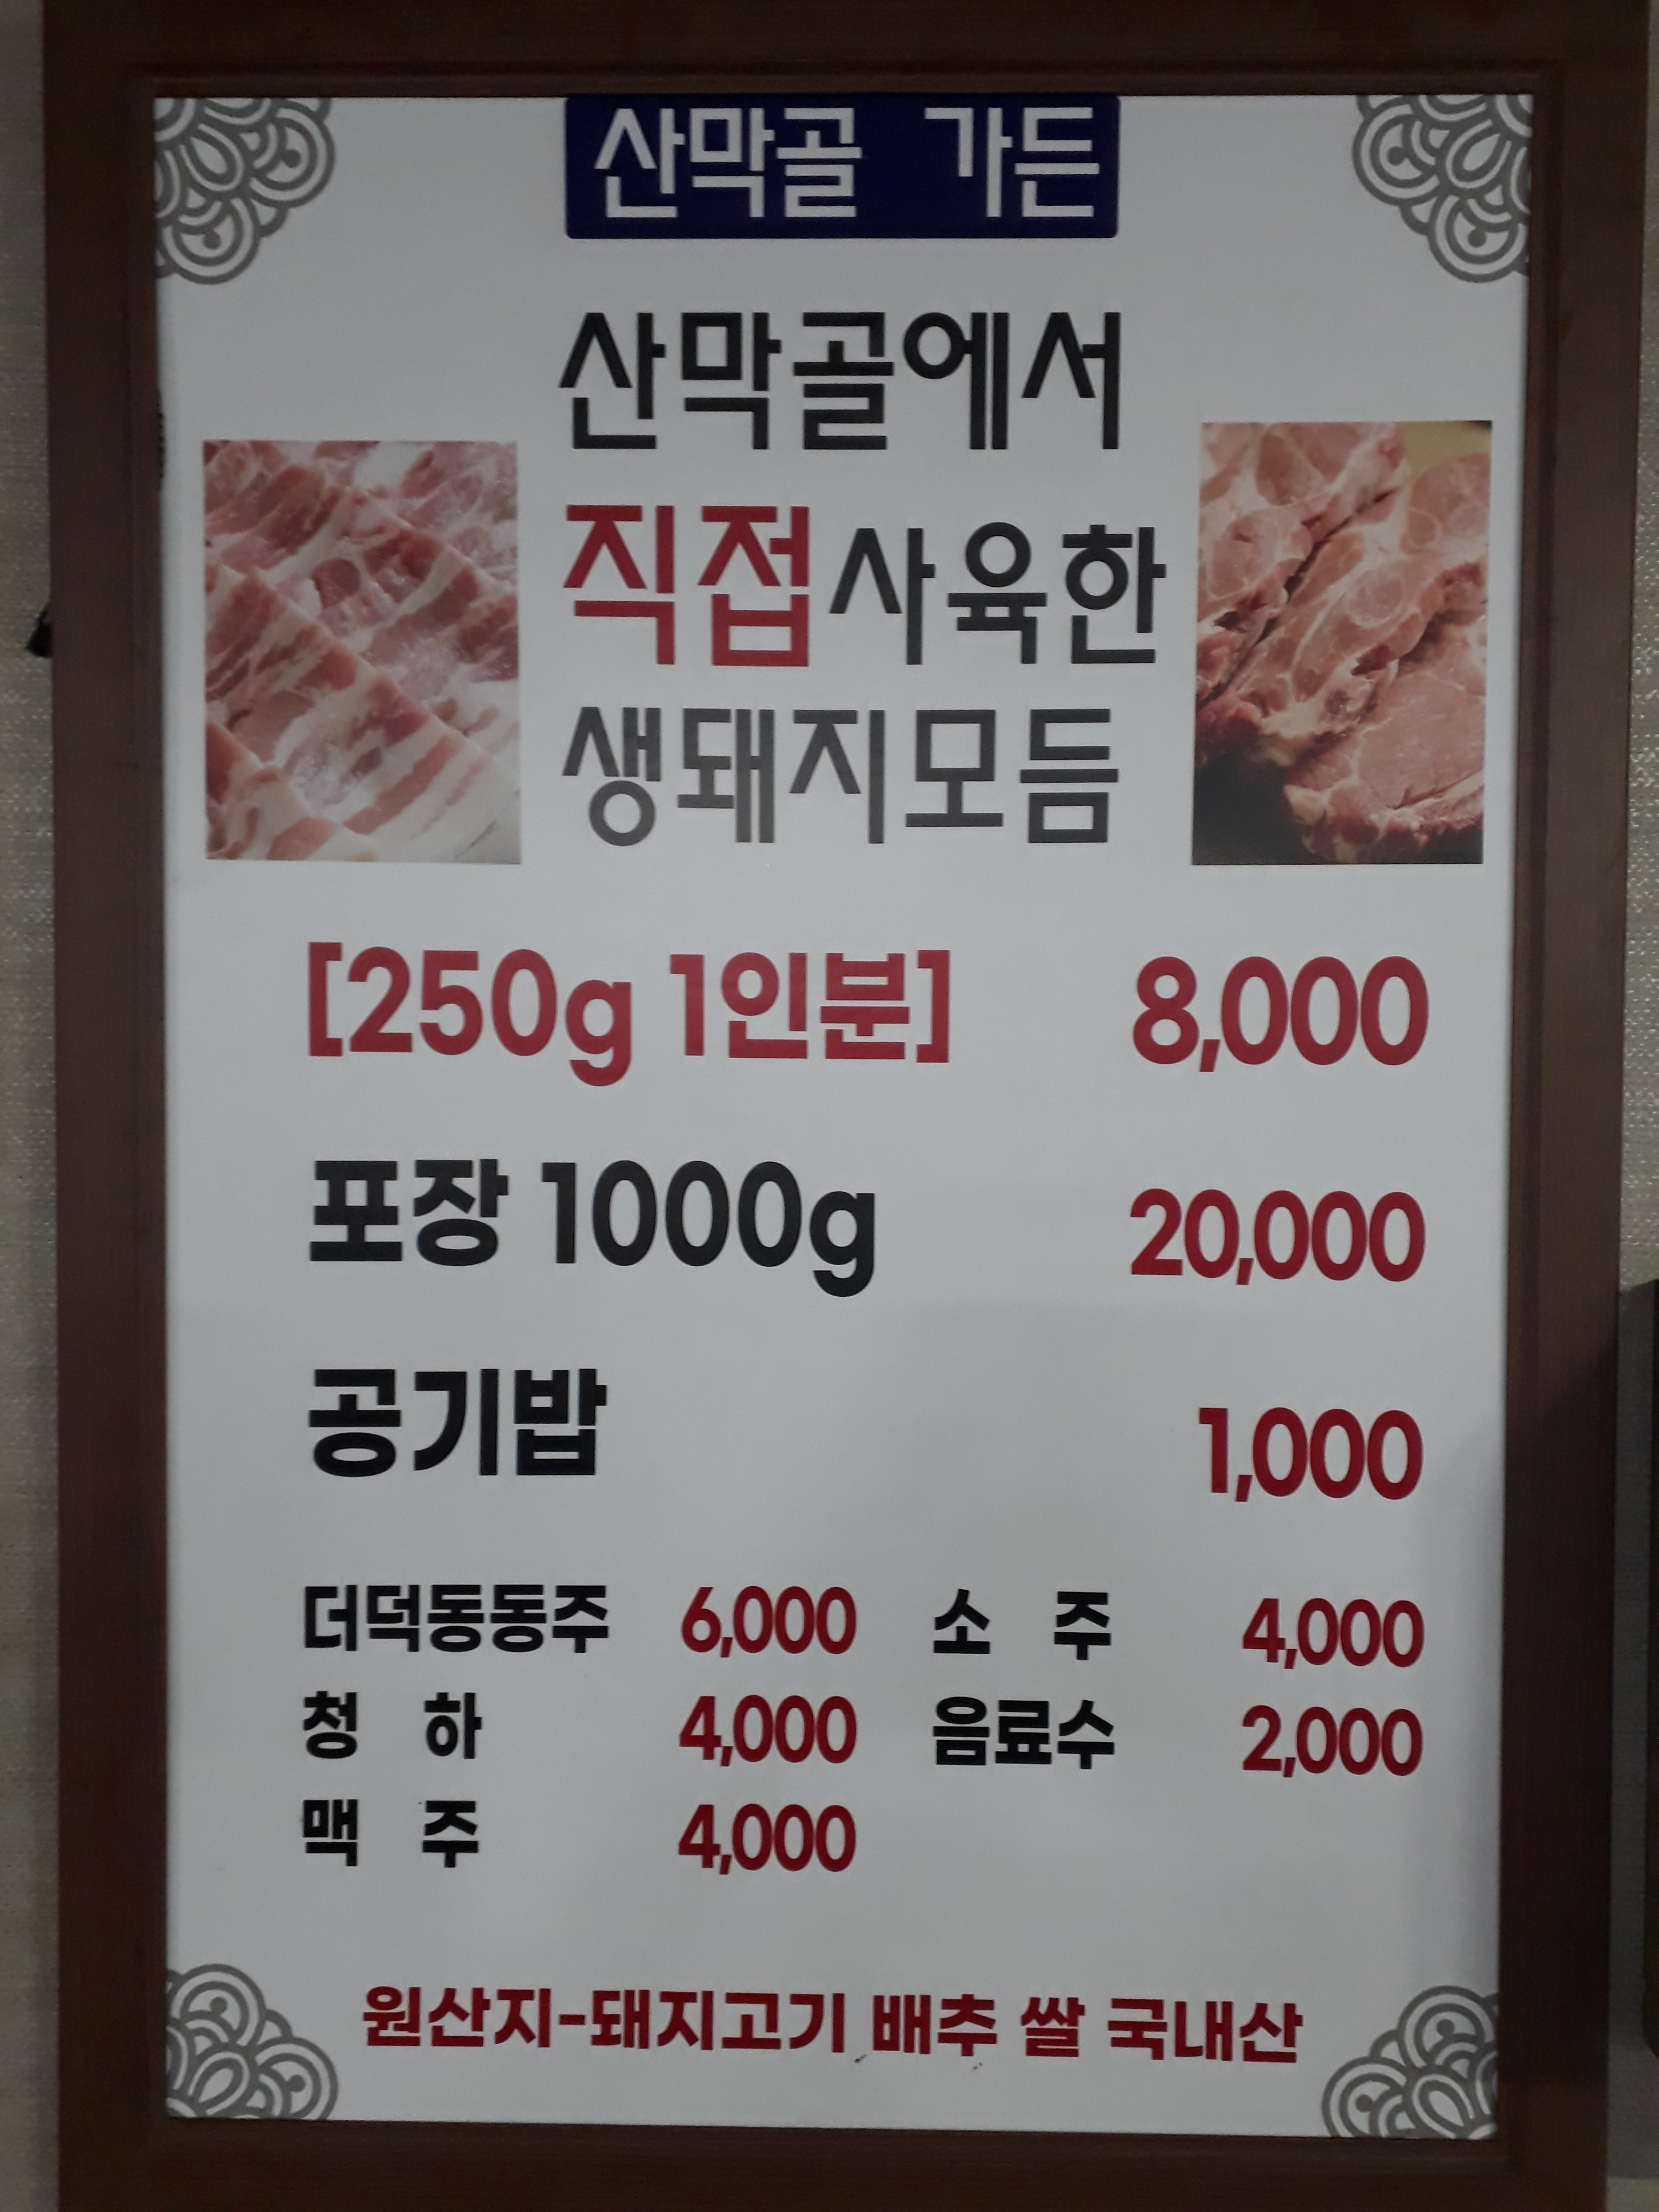 산막골 가든
산막골에서
직접사육한
생돼지모듬
[250g 1인분] 8,000
포장 1000g 20,000
공기밥 1,000
더덕동동주 6,000 소 주 4,000
청 하 4,000 음료수 2,000
맥 주 4,000
원산지-돼지고기 배추 쌀 국내산